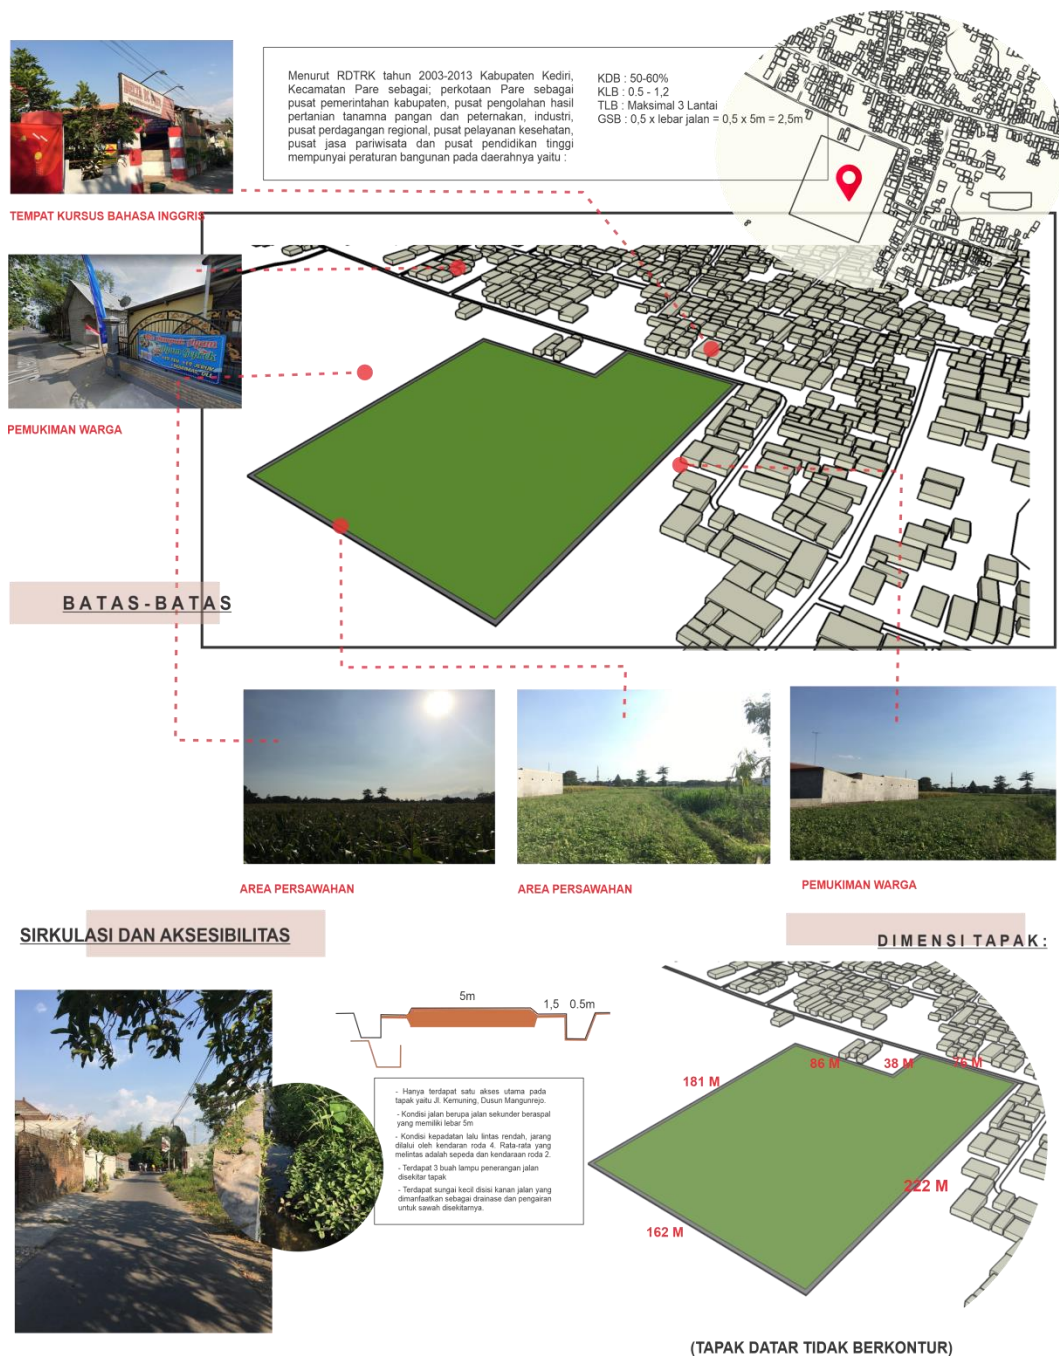 Menurut RDTRK tahun 2003-2013 Kabupaten Kediri,
Kecamatan Pare sebagai; perkotaan Pare sebagai
pusat pemerintahan kabupaten, pusat pengolahan hasil
pertanian tanamna pangan dan peternakan, industri,
pusat perdagangan regional, pusat pelayanan kesehatan,
pusat jasa pariwisata dan pusat pendidikan tinggi
mempunyai peraturan bangunan pada daerahnya yaitu :
KDB : 50-60%
KLB : 0.5 - 1,2
TLB : Maksimal 3 Lantai
GSB : 0,5 x lebar jalan = 0,5 x 5m = 2,5m
TEMPAT KURSUS BAHASA INGGRIS
PEMUKIMAN WARGA
BATAS-BATAS
AREA PERSAWAHAN
AREA PERSAWAHAN
PEMUKIMAN WARGA
SIRKULASI DAN AKSESIBILITAS
DIMENSI TAPAK:
5m
1,5
0.5m
- Hanya terdapat satu akses utama pada
tapak yaitu Jl. Kemuning, Dusun Mangunrejo.
- Kondisi jalan berupa jalan sekunder beraspal
yang memiliki lebar 5m
- Kondisi kepadatan lalu lintas rendah, jarang
dilalui oleh kendaran roda 4. Rata-rata yang
melintas adalah sepeda dan kendaraan roda 2.
- Terdapat 3 buah lampu penerangan jalan
disekitar tapak
- Terdapat sungai kecil disisi kanan jalan yang
dimanfaatkan sebagai drainase dan pengairan
untuk sawah disekitarnya.
86 M
38 M
76 M
181 M
222 M
162 M
(TAPAK DATAR TIDAK BERKONTUR)